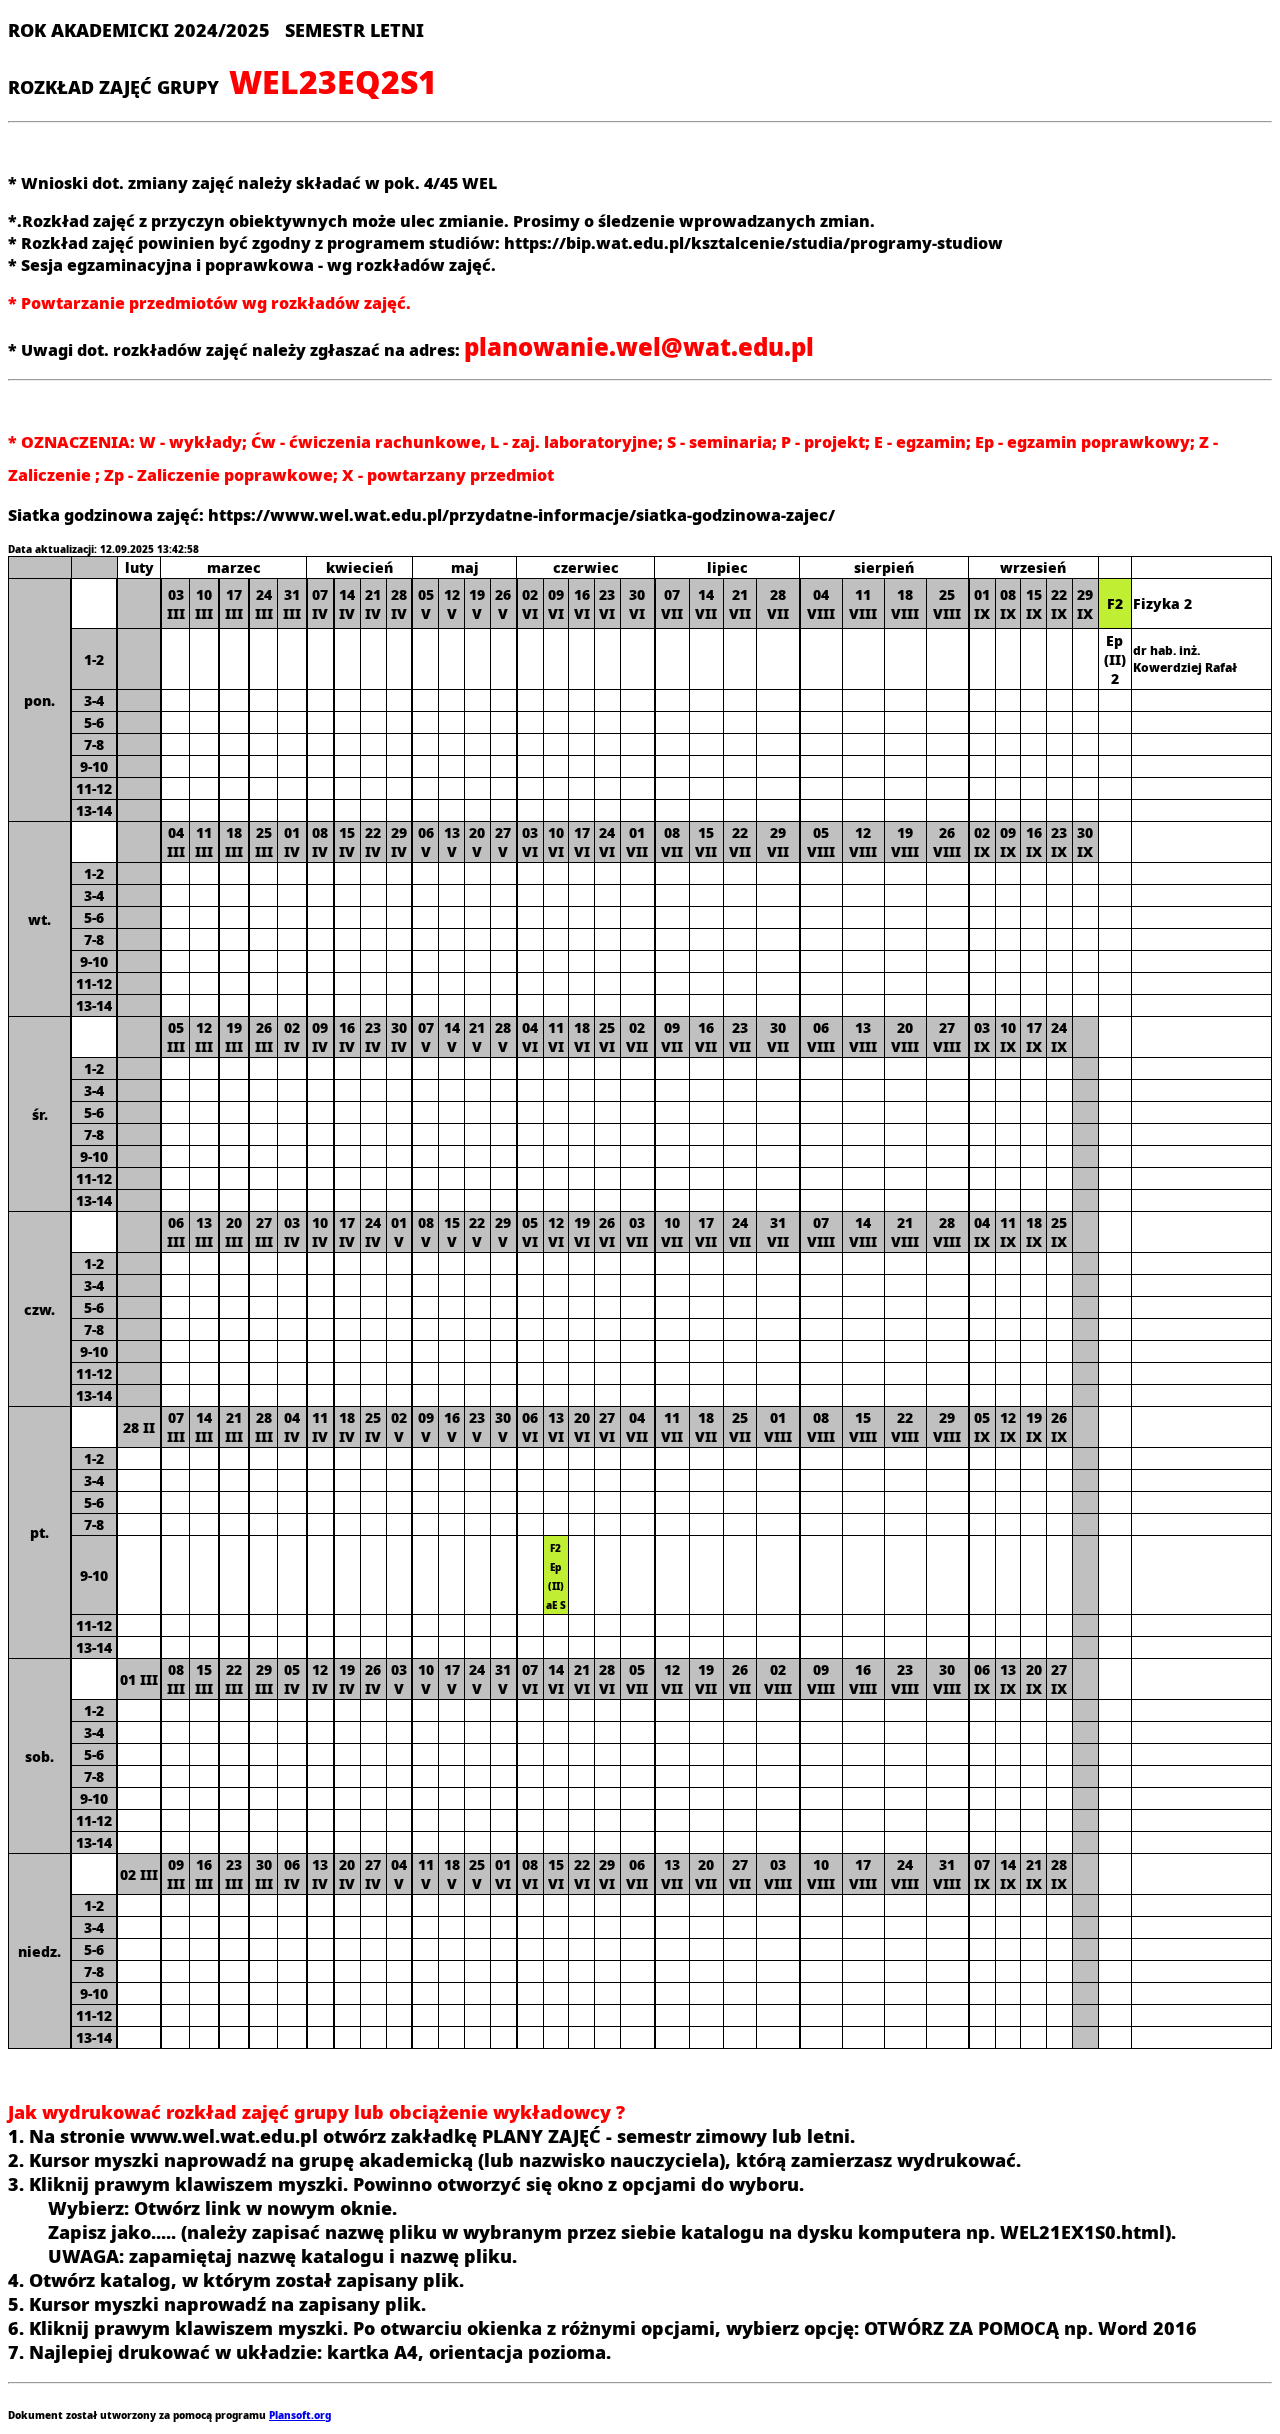 ROK AKADEMICKI 2024/2025   SEMESTR LETNI
ROZKŁAD ZAJĘĆ GRUPY  WEL23EQ2S1
* Wnioski dot. zmiany zajęć należy składać w pok. 4/45 WEL
*.Rozkład zajęć z przyczyn obiektywnych może ulec zmianie. Prosimy o śledzenie wprowadzanych zmian.
* Rozkład zajęć powinien być zgodny z programem studiów: https://bip.wat.edu.pl/ksztalcenie/studia/programy-studiow
* Sesja egzaminacyjna i poprawkowa - wg rozkładów zajęć.
* Powtarzanie przedmiotów wg rozkładów zajęć.
* Uwagi dot. rozkładów zajęć należy zgłaszać na adres: planowanie.wel@wat.edu.pl
* OZNACZENIA: W - wykłady; Ćw - ćwiczenia rachunkowe, L - zaj. laboratoryjne; S - seminaria; P - projekt; E - egzamin; Ep - egzamin poprawkowy; Z -
Zaliczenie ; Zp - Zaliczenie poprawkowe; X - powtarzany przedmiot
Siatka godzinowa zajęć: https://www.wel.wat.edu.pl/przydatne-informacje/siatka-godzinowa-zajec/
Data aktualizacji: 12.09.2025 13:42:58
luty marzec kwiecień maj czerwiec lipiec sierpień wrzesień
03 10 17 24 31 07 14 21 28 05 12 19 26 02 09 16 23 30 07 14 21 28 04 11 18 25 01 08 15 22 29
III III III III III IV IV IV IV V V V V VI VI VI VI VI VII VII VII VII VIII VIII VIII VIII IX IX IX IX IX
F2 Fizyka 2
pon.
1-2
Ep
(II)
2
dr hab. inż.
Kowerdziej Rafał
3-4
5-6
7-8
9-10
11-12
13-14
04 11 18 25 01 08 15 22 29 06 13 20 27 03 10 17 24 01 08 15 22 29 05 12 19 26 02 09 16 23 30
III III III III IV IV IV IV IV V V V V VI VI VI VI VII VII VII VII VII VIII VIII VIII VIII IX IX IX IX IX
wt.
1-2
3-4
5-6
7-8
9-10
11-12
13-14
05 12 19 26 02 09 16 23 30 07 14 21 28 04 11 18 25 02 09 16 23 30 06 13 20 27 03 10 17 24
III III III III IV IV IV IV IV V V V V VI VI VI VI VII VII VII VII VII VIII VIII VIII VIII IX IX IX IX
śr.
1-2
3-4
5-6
7-8
9-10
11-12
13-14
06 13 20 27 03 10 17 24 01 08 15 22 29 05 12 19 26 03 10 17 24 31 07 14 21 28 04 11 18 25
III III III III IV IV IV IV V V V V V VI VI VI VI VII VII VII VII VII VIII VIII VIII VIII IX IX IX IX
czw.
1-2
3-4
5-6
7-8
9-10
11-12
13-14
28 II
07 14 21 28 04 11 18 25 02 09 16 23 30 06 13 20 27 04 11 18 25 01 08 15 22 29 05 12 19 26
III III III III IV IV IV IV V V V V V VI VI VI VI VII VII VII VII VIII VIII VIII VIII VIII IX IX IX IX
pt.
1-2
3-4
5-6
7-8
9-10
F2
Ep
(II)
aE S
11-12
13-14
01 III
08 15 22 29 05 12 19 26 03 10 17 24 31 07 14 21 28 05 12 19 26 02 09 16 23 30 06 13 20 27
III III III III IV IV IV IV V V V V V VI VI VI VI VII VII VII VII VIII VIII VIII VIII VIII IX IX IX IX
sob.
1-2
3-4
5-6
7-8
9-10
11-12
13-14
02 III
09 16 23 30 06 13 20 27 04 11 18 25 01 08 15 22 29 06 13 20 27 03 10 17 24 31 07 14 21 28
III III III III IV IV IV IV V V V V VI VI VI VI VI VII VII VII VII VIII VIII VIII VIII VIII IX IX IX IX
niedz.
1-2
3-4
5-6
7-8
9-10
11-12
13-14
Jak wydrukować rozkład zajęć grupy lub obciążenie wykładowcy ?
1. Na stronie www.wel.wat.edu.pl otwórz zakładkę PLANY ZAJĘĆ - semestr zimowy lub letni.
2. Kursor myszki naprowadź na grupę akademicką (lub nazwisko nauczyciela), którą zamierzasz wydrukować.
3. Kliknij prawym klawiszem myszki. Powinno otworzyć się okno z opcjami do wyboru.
Wybierz: Otwórz link w nowym oknie.
Zapisz jako..... (należy zapisać nazwę pliku w wybranym przez siebie katalogu na dysku komputera np. WEL21EX1S0.html).
UWAGA: zapamiętaj nazwę katalogu i nazwę pliku.
4. Otwórz katalog, w którym został zapisany plik.
5. Kursor myszki naprowadź na zapisany plik.
6. Kliknij prawym klawiszem myszki. Po otwarciu okienka z różnymi opcjami, wybierz opcję: OTWÓRZ ZA POMOCĄ np. Word 2016
7. Najlepiej drukować w układzie: kartka A4, orientacja pozioma.
Dokument został utworzony za pomocą programu Plansoft.org